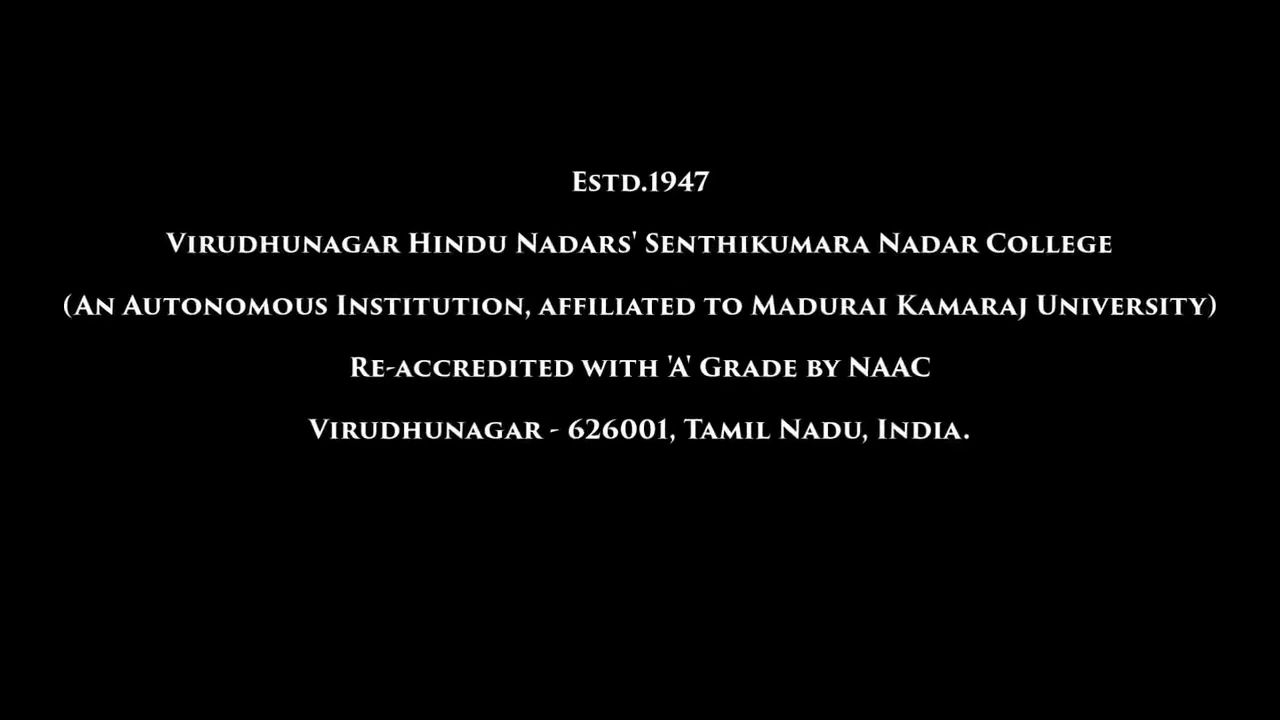 Estd.1947
Virudhunagar Hindu Nadars' Senthikumara Nadar College
(An Autonomous Institution, affiliated to Madurai Kamaraj University)
Re-accredited with 'A' Grade by NAAC
Virudhunagar - 626001, Tamil Nadu, India.